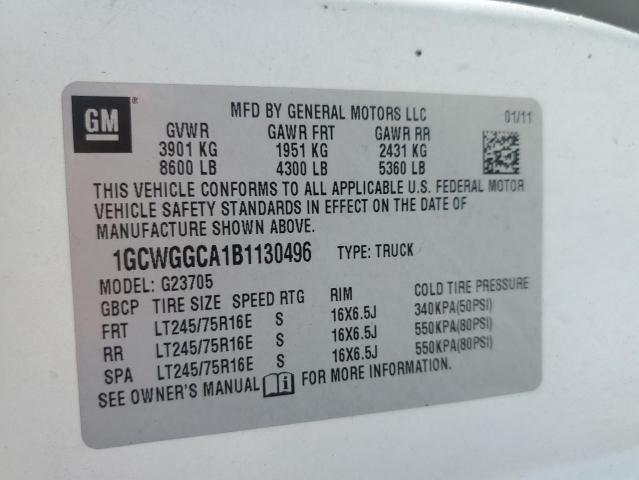 GM
MFD BY GENERAL MOTORS LLC 01/11
GVWR GAWR FRT GAWR RR
3901 KG 1951 KG 2431 KG
8600 LB 4300 LB 5360 LB
THIS VEHICLE CONFORMS TO ALL APPLICABLE U.S. FEDERAL MOTOR
VEHICLE SAFETY STANDARDS IN EFFECT ON THE DATE OF
MANUFACTURE SHOWN ABOVE.
1GCWGGCA1B1130496 TYPE: TRUCK
MODEL: G23705
GBCP TIRE SIZE SPEED RTG RIM COLD TIRE PRESSURE
FRT LT245/75R16E S 16X6.5J 340KPA(50PSI)
RR LT245/75R16E S 16X6.5J 550KPA(80PSI)
SPA LT245/75R16E S 16X6.5J 550KPA(80PSI)
SEE OWNER'S MANUAL FOR MORE INFORMATION.